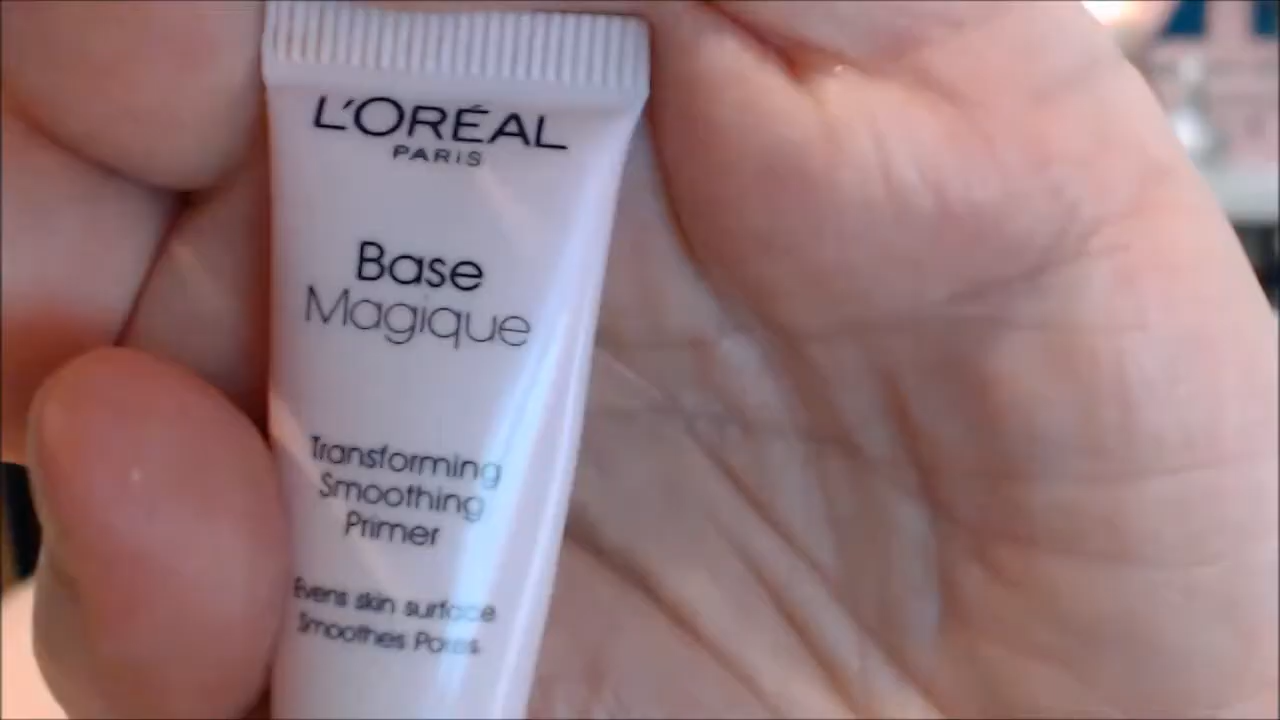 L'ORÉAL
PARIS
Base
Magique
Transforming
Smoothing
Primer
Evens skin surface
Smoothes Pores